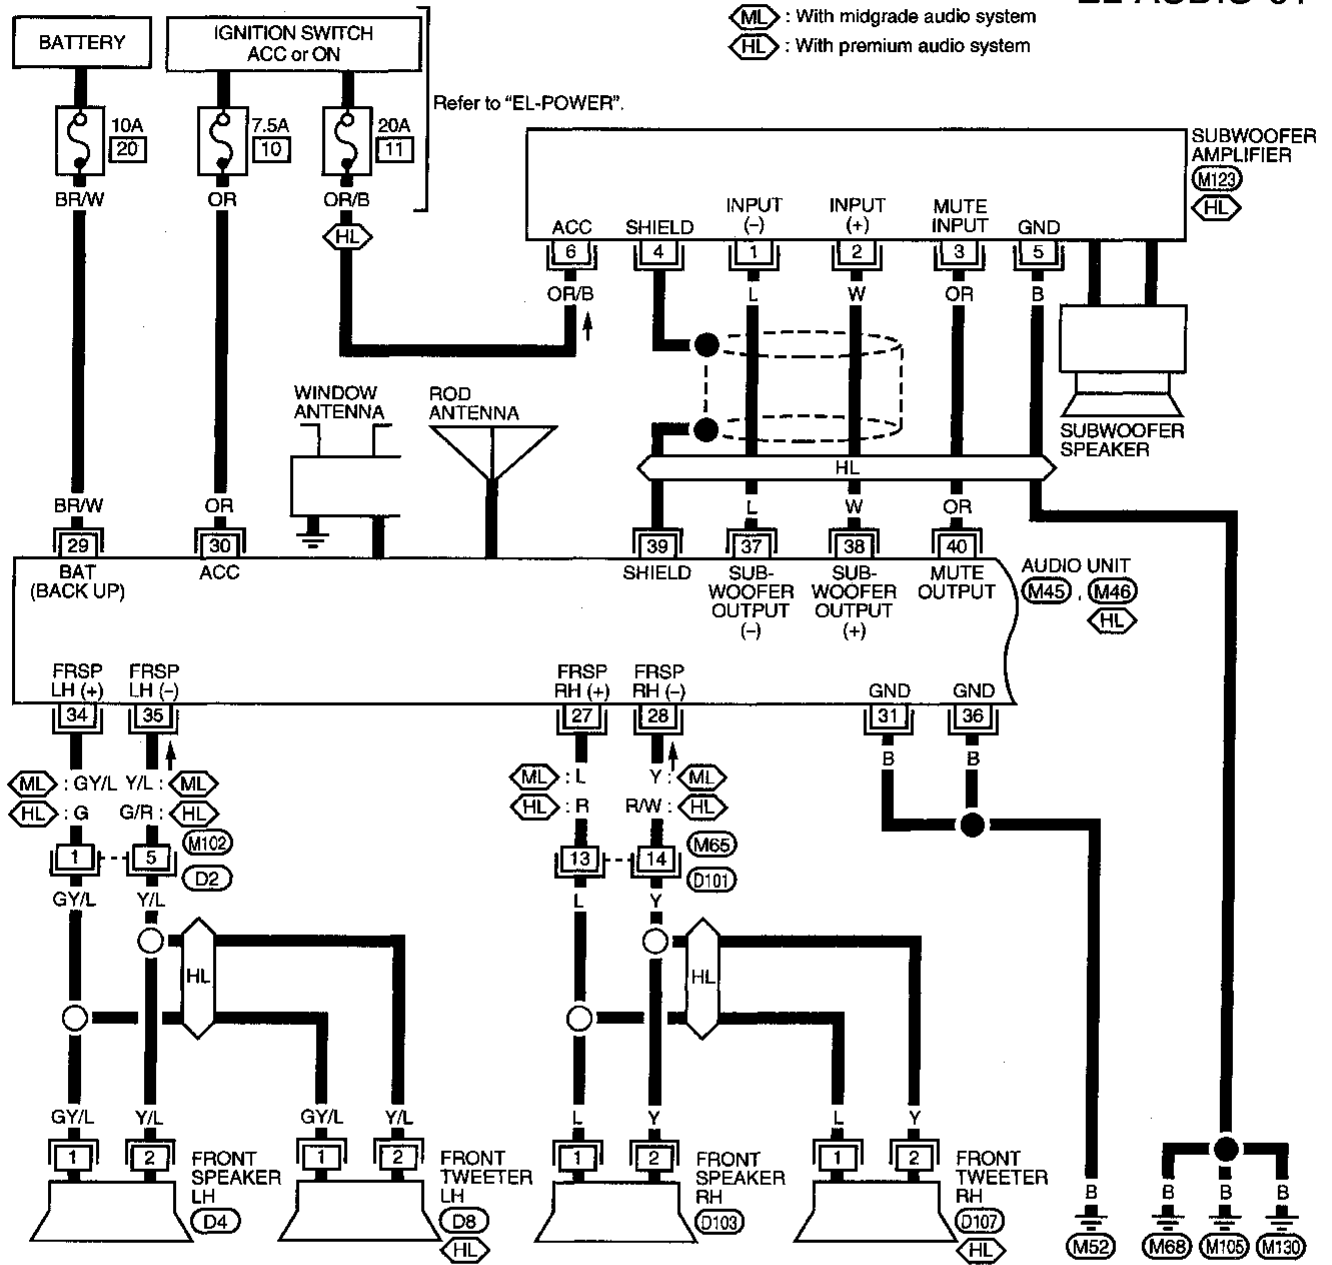 ML : With midgrade audio system
HL : With premium audio system
BATTERY
IGNITION SWITCH
ACC or ON
Refer to "EL-POWER".
10A
20
7.5A
10
20A
11
BR/W
OR
OR/B
HL
SUBWOOFER
AMPLIFIER
M123
HL
ACC
SHIELD
INPUT
(–)
INPUT
(+)
MUTE
INPUT
GND
6
4
1
2
3
5
OR/B
L
W
OR
B
WINDOW
ANTENNA
ROD
ANTENNA
SUBWOOFER
SPEAKER
HL
BR/W
OR
L
W
OR
29
30
39
37
38
40
BAT
(BACK UP)
ACC
SHIELD
SUB-
WOOFER
OUTPUT
(–)
SUB-
WOOFER
OUTPUT
(+)
MUTE
OUTPUT
AUDIO UNIT
M45 , M46
HL
FRSP
LH (+)
FRSP
LH (–)
FRSP
RH (+)
FRSP
RH (–)
GND
GND
34
35
27
28
31
36
ML : GY/L Y/L : ML
HL : G G/R : HL
ML : L Y : ML
HL : R R/W : HL
B
B
1
5
M102
D2
13
14
M65
D101
GY/L
Y/L
L
Y
HL
HL
GY/L
Y/L
GY/L
Y/L
L
Y
L
Y
1
2
1
2
1
2
1
2
FRONT
SPEAKER
LH
D4
FRONT
TWEETER
LH
D8
HL
FRONT
SPEAKER
RH
D103
FRONT
TWEETER
RH
D107
HL
B
B
B
B
M52
M68
M105
M130